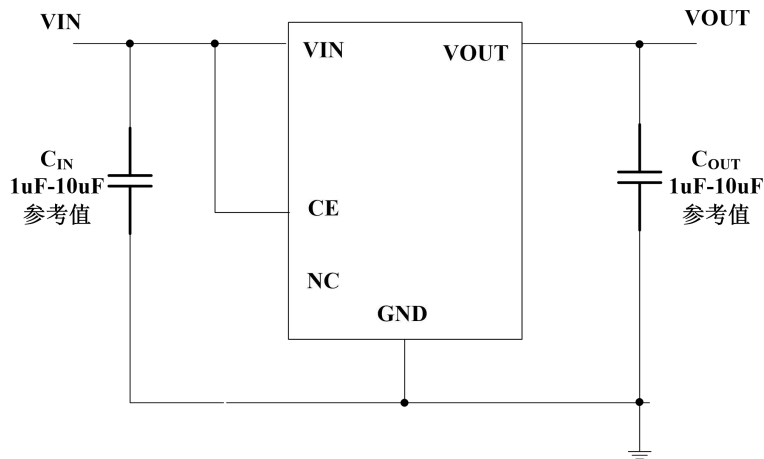 VIN
VOUT
VIN
VOUT
CIN
1uF-10uF
参考值
COUT
1uF-10uF
参考值
CE
NC
GND